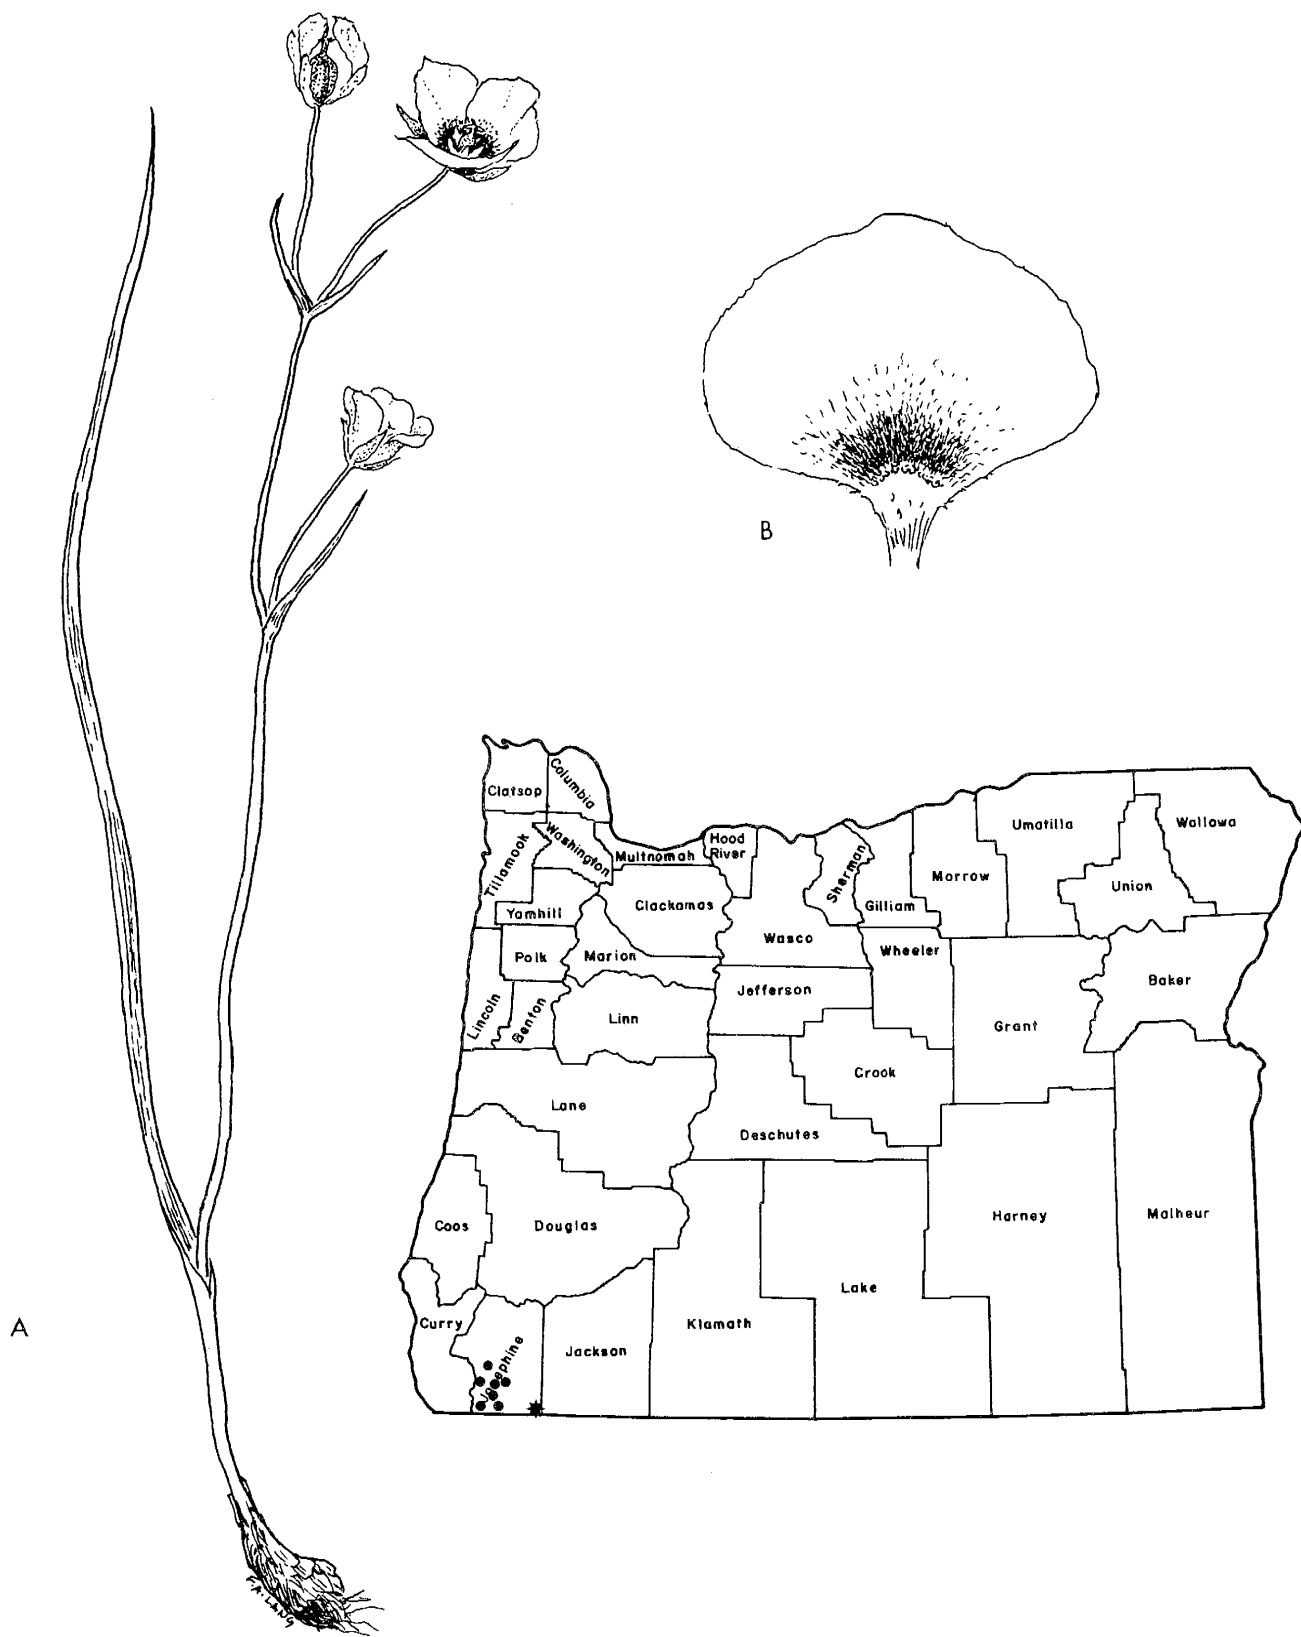 B
Clatsop
Columbia
Tillamook
Washington
Multnomah
Hood
River
Yamhill
Clackamas
Wasco
Sherman
Gilliam
Morrow
Umatilla
Union
Wallowa
Polk
Marion
Wheeler
Jefferson
Lincoln
Benton
Linn
Grant
Baker
Crook
Lane
Deschutes
Coos
Douglas
Harney
Malheur
Lake
A
Curry
Josephine
Jackson
Klamath
F.A. LANG